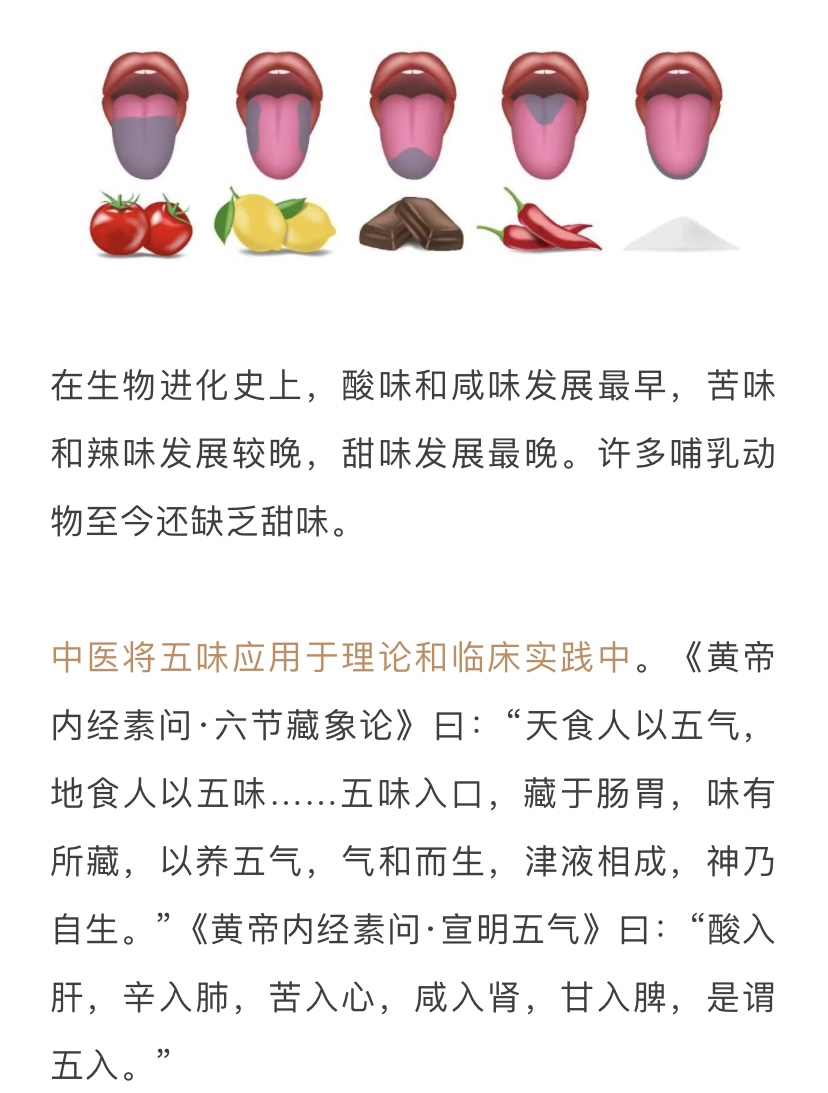 在生物进化史上，酸味和咸味发展最早，苦味
和辣味发展较晚，甜味发展最晚。许多哺乳动
物至今还缺乏甜味。
中医将五味应用于理论和临床实践中。《黄帝
内经素问·六节藏象论》曰：“天食人以五气，
地食人以五味……五味入口，藏于肠胃，味有
所藏，以养五气，气和而生，津液相成，神乃
自生。”《黄帝内经素问·宣明五气》曰：“酸入
肝，辛入肺，苦入心，咸入肾，甘入脾，是谓
五入。”